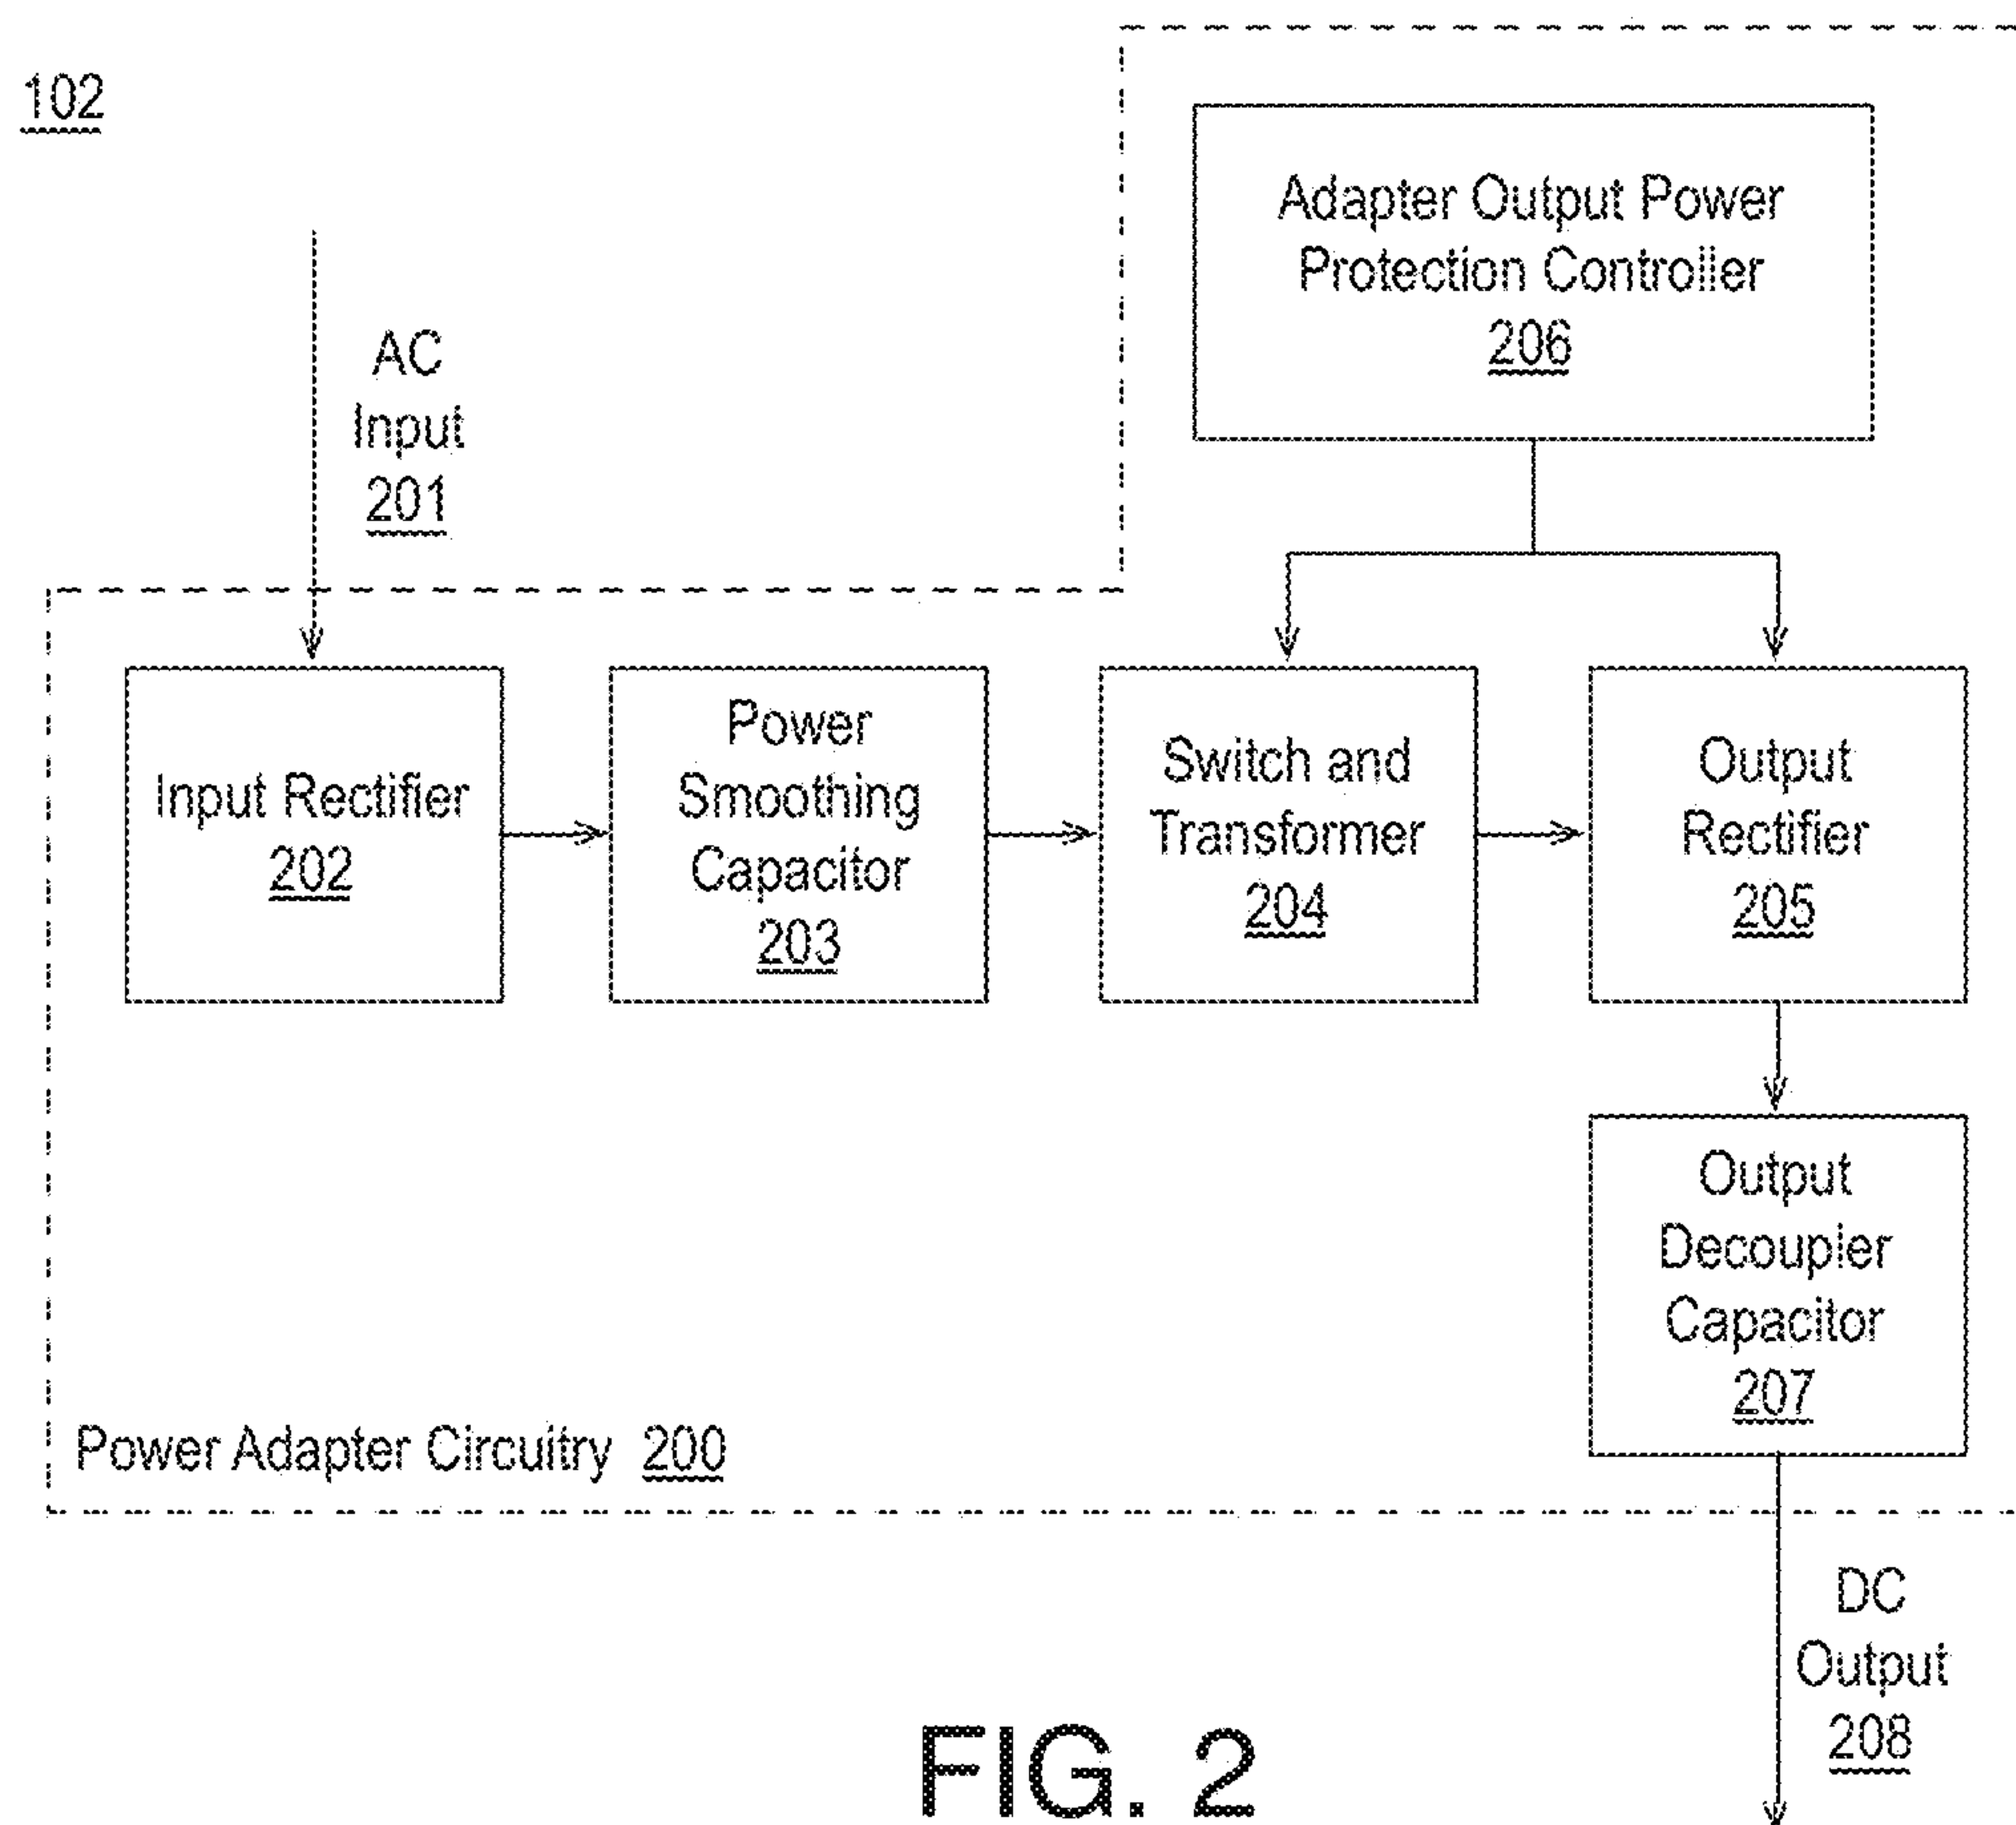 102
AC
Input
201
Adapter Output Power
Protection Controller
206
Input Rectifier
202
Power
Smoothing
Capacitor
203
Switch and
Transformer
204
Output
Rectifier
205
Output
Decoupler
Capacitor
207
Power Adapter Circuitry 200
DC
Output
208
FIG. 2